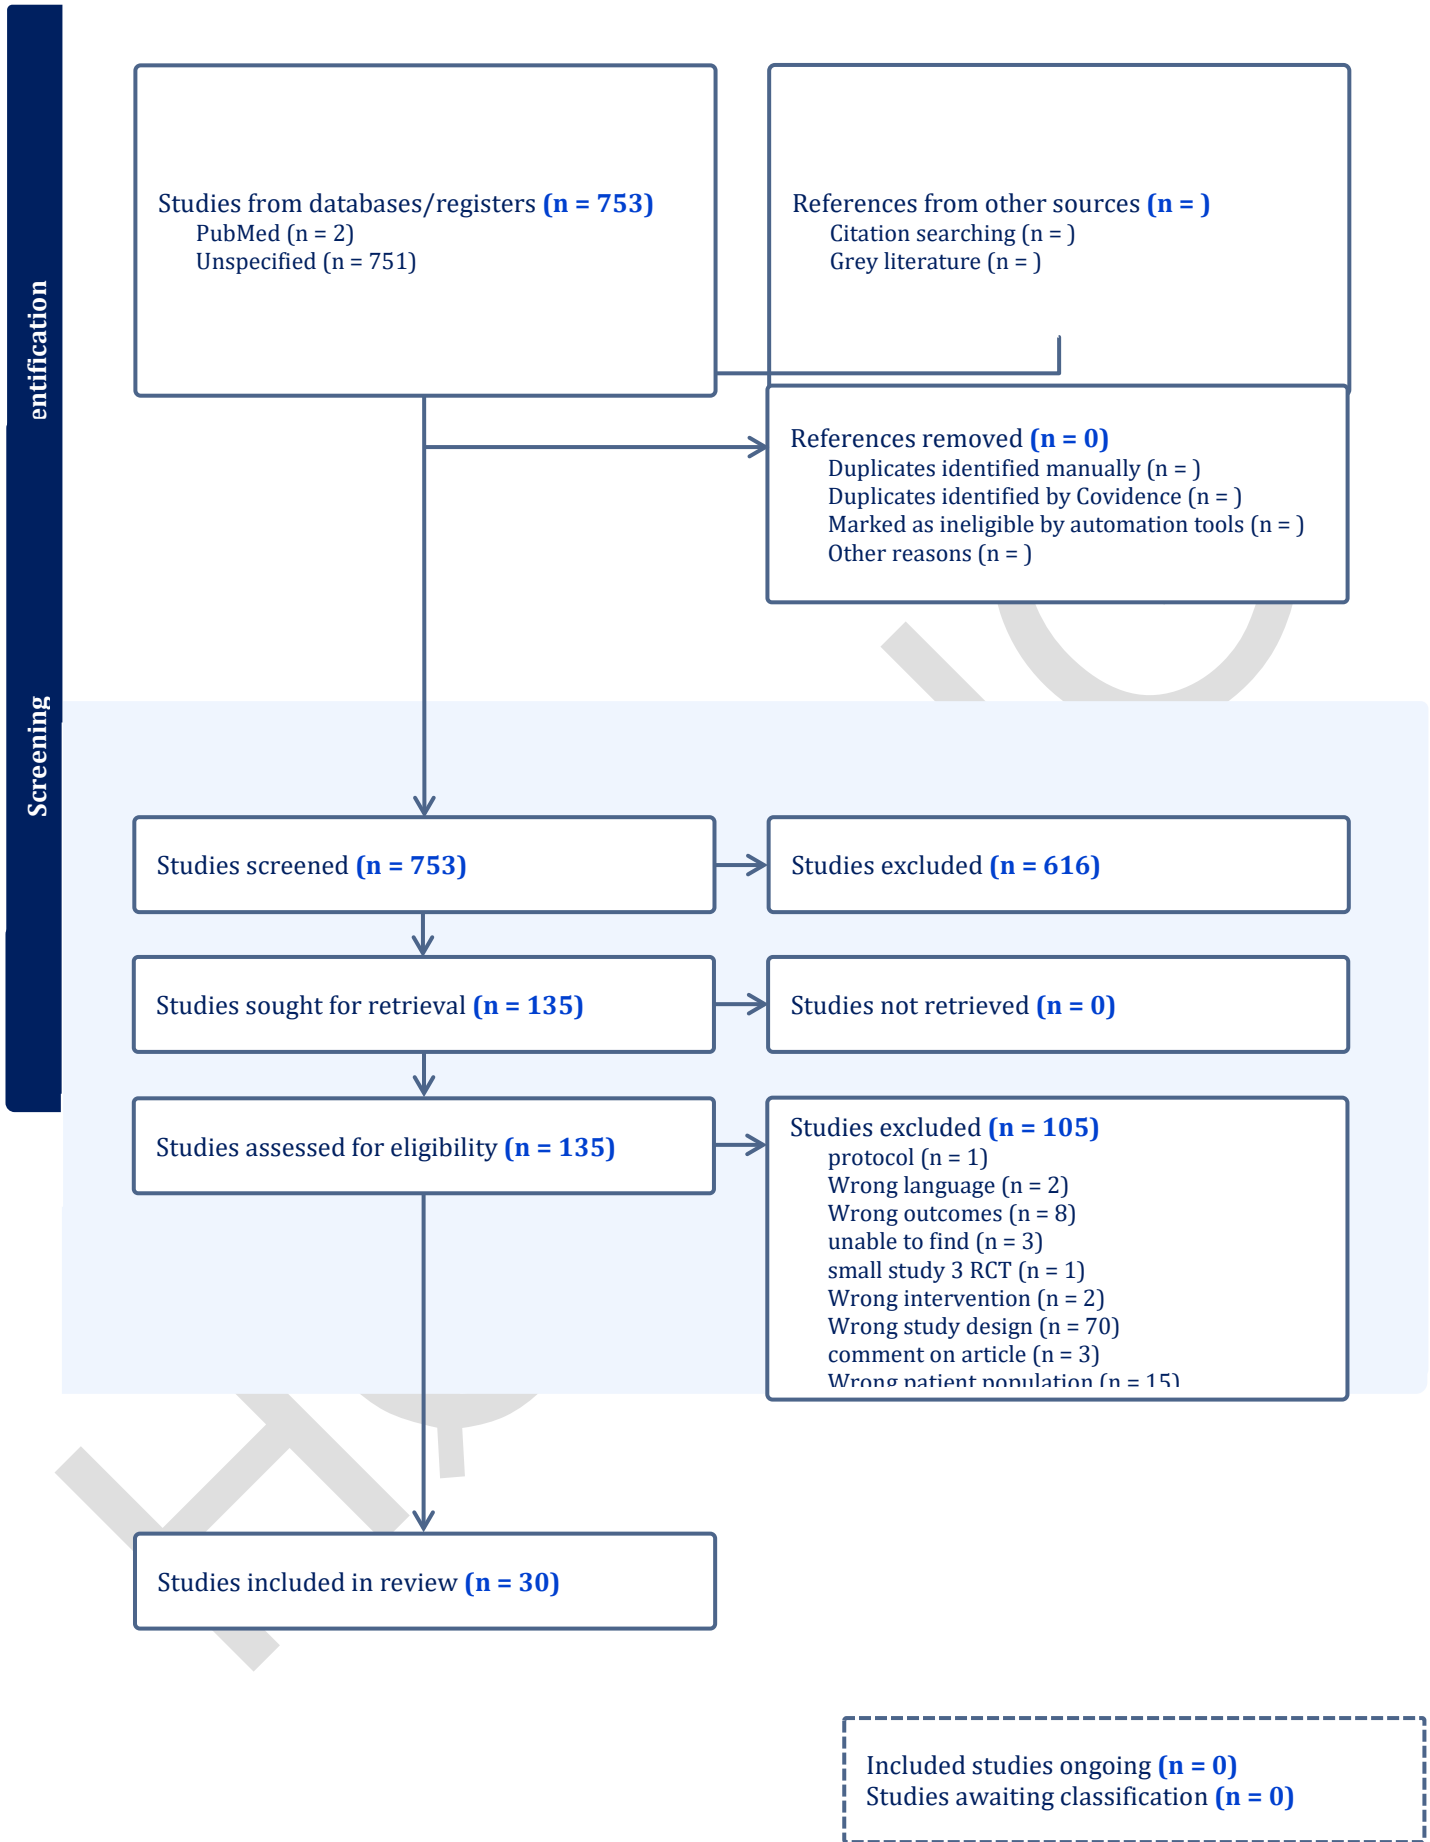 entification
Studies from databases/registers (n = 753)
PubMed (n = 2)
Unspecified (n = 751)
References from other sources (n = )
Citation searching (n = )
Grey literature (n = )
References removed (n = 0)
Duplicates identified manually (n = )
Duplicates identified by Covidence (n = )
Marked as ineligible by automation tools (n = )
Other reasons (n = )
Screening
Studies screened (n = 753)
Studies excluded (n = 616)
Studies sought for retrieval (n = 135)
Studies not retrieved (n = 0)
Studies assessed for eligibility (n = 135)
Studies excluded (n = 105)
protocol (n = 1)
Wrong language (n = 2)
Wrong outcomes (n = 8)
unable to find (n = 3)
small study 3 RCT (n = 1)
Wrong intervention (n = 2)
Wrong study design (n = 70)
comment on article (n = 3)
Wrong patient population (n = 15)
Studies included in review (n = 30)
Included studies ongoing (n = 0)
Studies awaiting classification (n = 0)